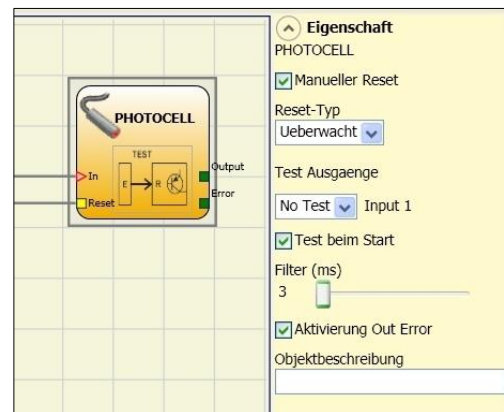 PHOTOCELL
TEST
In
E
R
Output
Error
Reset
Eigenschaft
PHOTOCELL
Manueller Reset
Reset-Typ
Ueberwacht
Test Ausgaenge
No Test Input 1
Test beim Start
Filter (ms)
3
Aktivierung Out Error
Objektbeschreibung